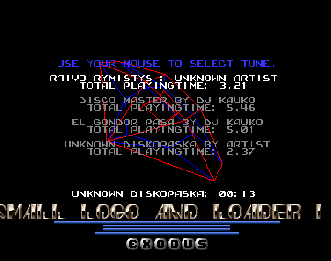 USE YOUR MOUSE TO SELECT TUNE.
RAIVO RYMISTYS : UNKNOWN ARTIST
TOTAL PLAYINGTIME: 3.21
DISCO MASTER BY DJ KAUKO
TOTAL PLAYINGTIME: 5.46
EL GONDOR PASA BY DJ KAUKO
TOTAL PLAYINGTIME: 5.01
UNKNOWN DISKOPASKA BY ARTIST
TOTAL PLAYINGTIME: 2.37
UNKNOWN DISKOPASKA: 00:13
SMALL LOGO AND LOADER
EXODUS